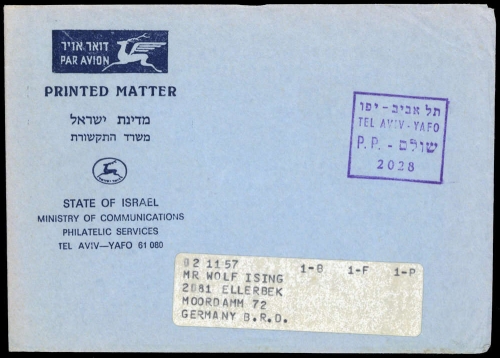 דואר אויר
PAR AVION
PRINTED MATTER
מדינת ישראל
משרד התקשורת
STATE OF ISRAEL
MINISTRY OF COMMUNICATIONS
PHILATELIC SERVICES
TEL AVIV—YAFO 61 080
תל אביב - יפו
TEL AVIV - YAFO
P.P. - שולם
2028
02 11 57 1-B 1-F 1-P
MR WOLF ISING
2081 ELLERBEK
MOORDAMM 72
GERMANY B.R.D.